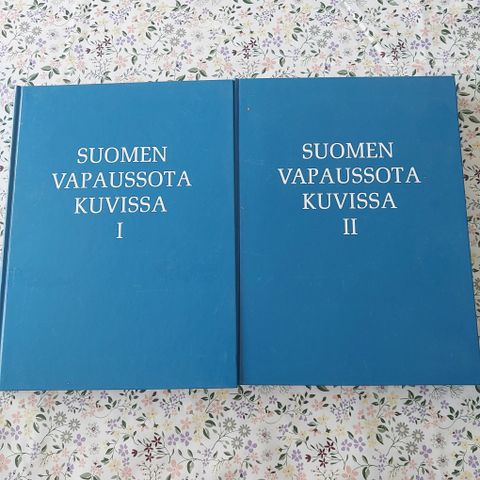 SUOMEN
VAPAUSSOTA
KUVISSA
I
SUOMEN
VAPAUSSOTA
KUVISSA
II